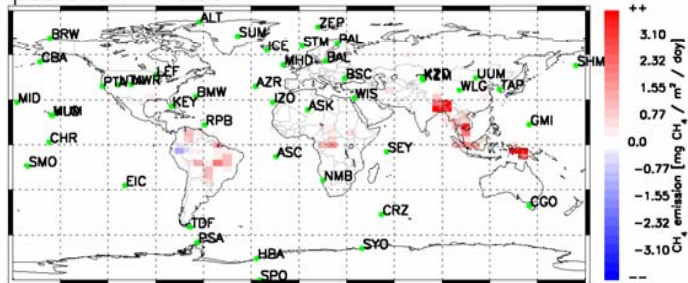 ALT
ZEP
BRW
SUM
ICE
STM
PAL
CBA
LEF
MHD
BAL
SHM
PTA
NWR
AZR
BSC
KZD
UUM
BMW
WLG
TAP
MID
KEY
IZO
WIS
ASK
RPB
GMI
CHR
SMO
ASC
SEY
EIC
NMB
CGO
CRZ
TDF
PSA
SYO
HBA
SPO
++
3.10
2.32
1.55
0.77
0.0
-0.77
-1.55
-2.32
-3.10
--
CH4 emission [mg CH4 / m² / day]